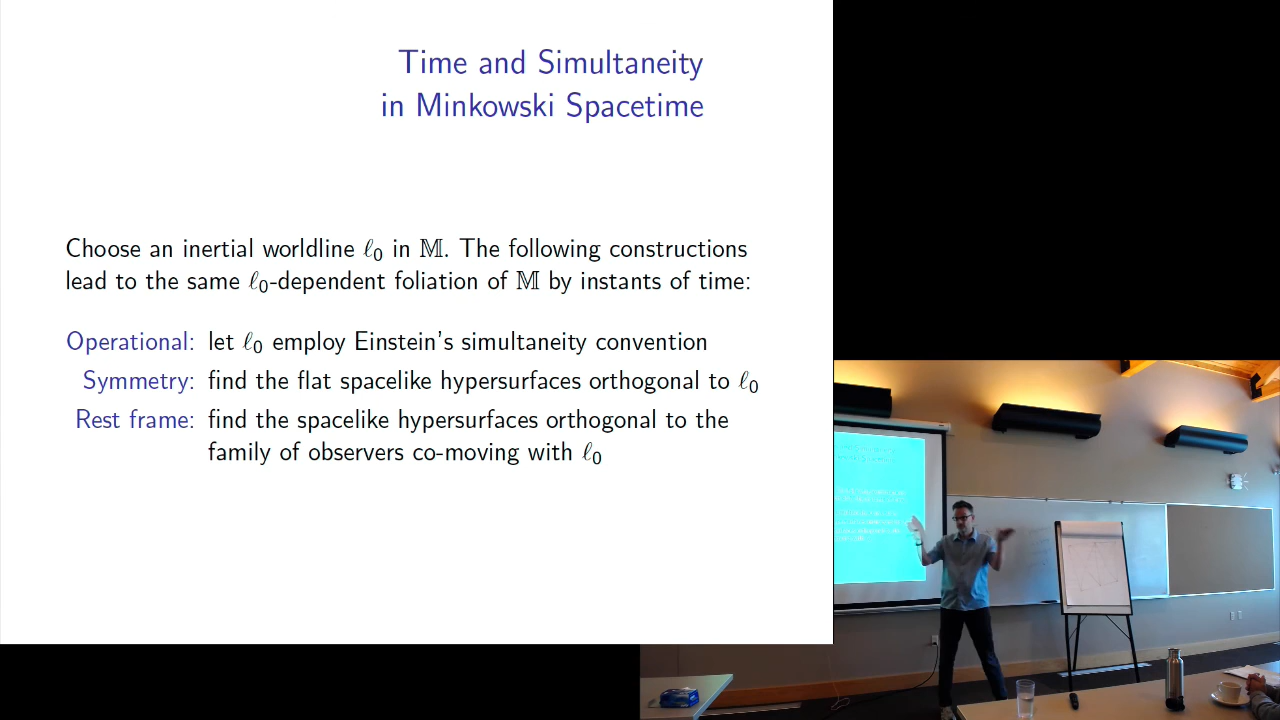 Time and Simultaneity
in Minkowski Spacetime
Choose an inertial worldline ℓ₀ in 𝕄. The following constructions
lead to the same ℓ₀-dependent foliation of 𝕄 by instants of time:
Operational: let ℓ₀ employ Einstein's simultaneity convention
Symmetry: find the flat spacelike hypersurfaces orthogonal to ℓ₀
Rest frame: find the spacelike hypersurfaces orthogonal to the
family of observers co-moving with ℓ₀